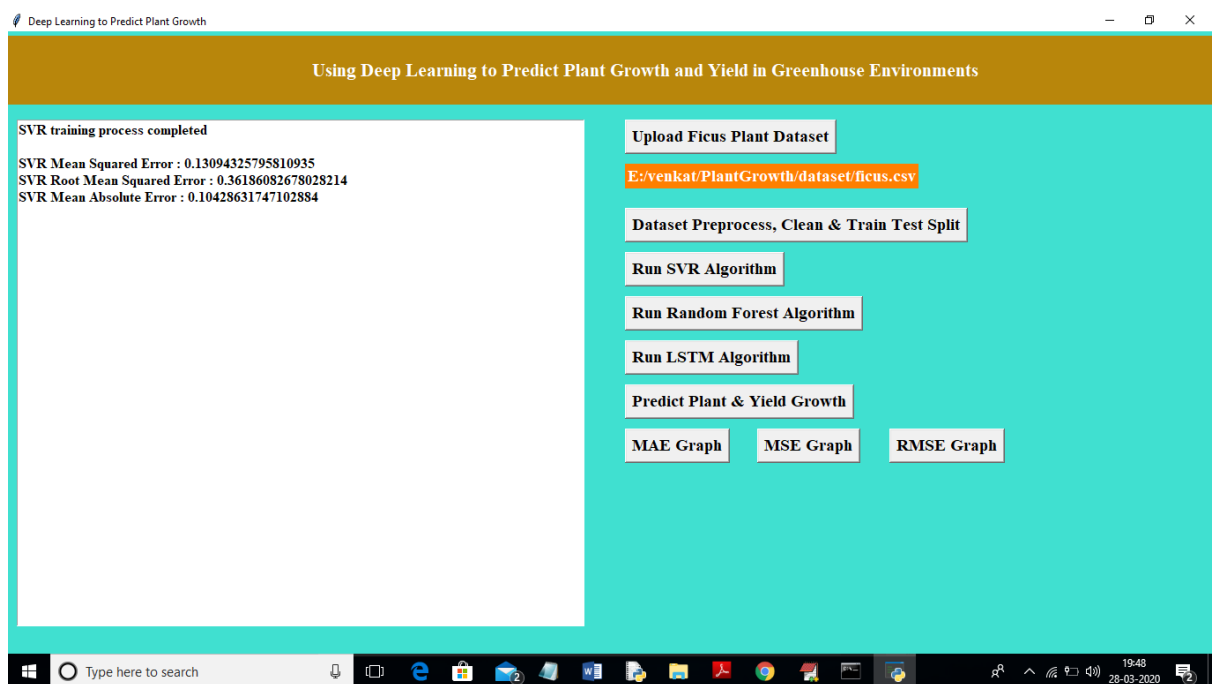 Deep Learning to Predict Plant Growth
Using Deep Learning to Predict Plant Growth and Yield in Greenhouse Environments
SVR training process completed
SVR Mean Squared Error : 0.13094325795810935
SVR Root Mean Squared Error : 0.36186082678028214
SVR Mean Absolute Error : 0.10428631747102884
Upload Ficus Plant Dataset
E:/venkat/PlantGrowth/dataset/ficus.csv
Dataset Preprocess, Clean & Train Test Split
Run SVR Algorithm
Run Random Forest Algorithm
Run LSTM Algorithm
Predict Plant & Yield Growth
MAE Graph MSE Graph RMSE Graph
Type here to search
2
19:48
28-03-2020
2